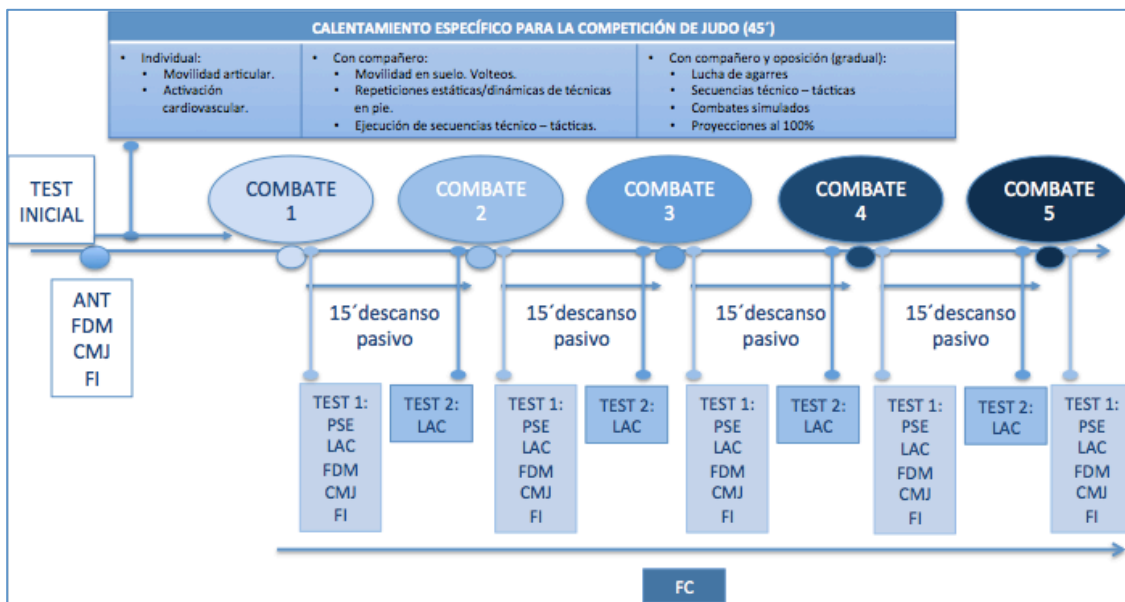 CALENTAMIENTO ESPECÍFICO PARA LA COMPETICIÓN DE JUDO (45´)
• Individual:
• Movilidad articular.
• Activación
cardiovascular.
• Con compañero:
• Movilidad en suelo. Volteos.
• Repeticiones estáticas/dinámicas de técnicas
en pie.
• Ejecución de secuencias técnico – tácticas.
• Con compañero y oposición (gradual):
• Lucha de agarres
• Secuencias técnico – tácticas
• Combates simulados
• Proyecciones al 100%
TEST
INICIAL
COMBATE
1
COMBATE
2
COMBATE
3
COMBATE
4
COMBATE
5
ANT
FDM
CMJ
FI
15´descanso
pasivo
15´descanso
pasivo
15´descanso
pasivo
15´descanso
pasivo
TEST 1:
PSE
LAC
FDM
CMJ
FI
TEST 2:
LAC
TEST 1:
PSE
LAC
FDM
CMJ
FI
TEST 2:
LAC
TEST 1:
PSE
LAC
FDM
CMJ
FI
TEST 2:
LAC
TEST 1:
PSE
LAC
FDM
CMJ
FI
TEST 2:
LAC
TEST 1:
PSE
LAC
FDM
CMJ
FI
FC